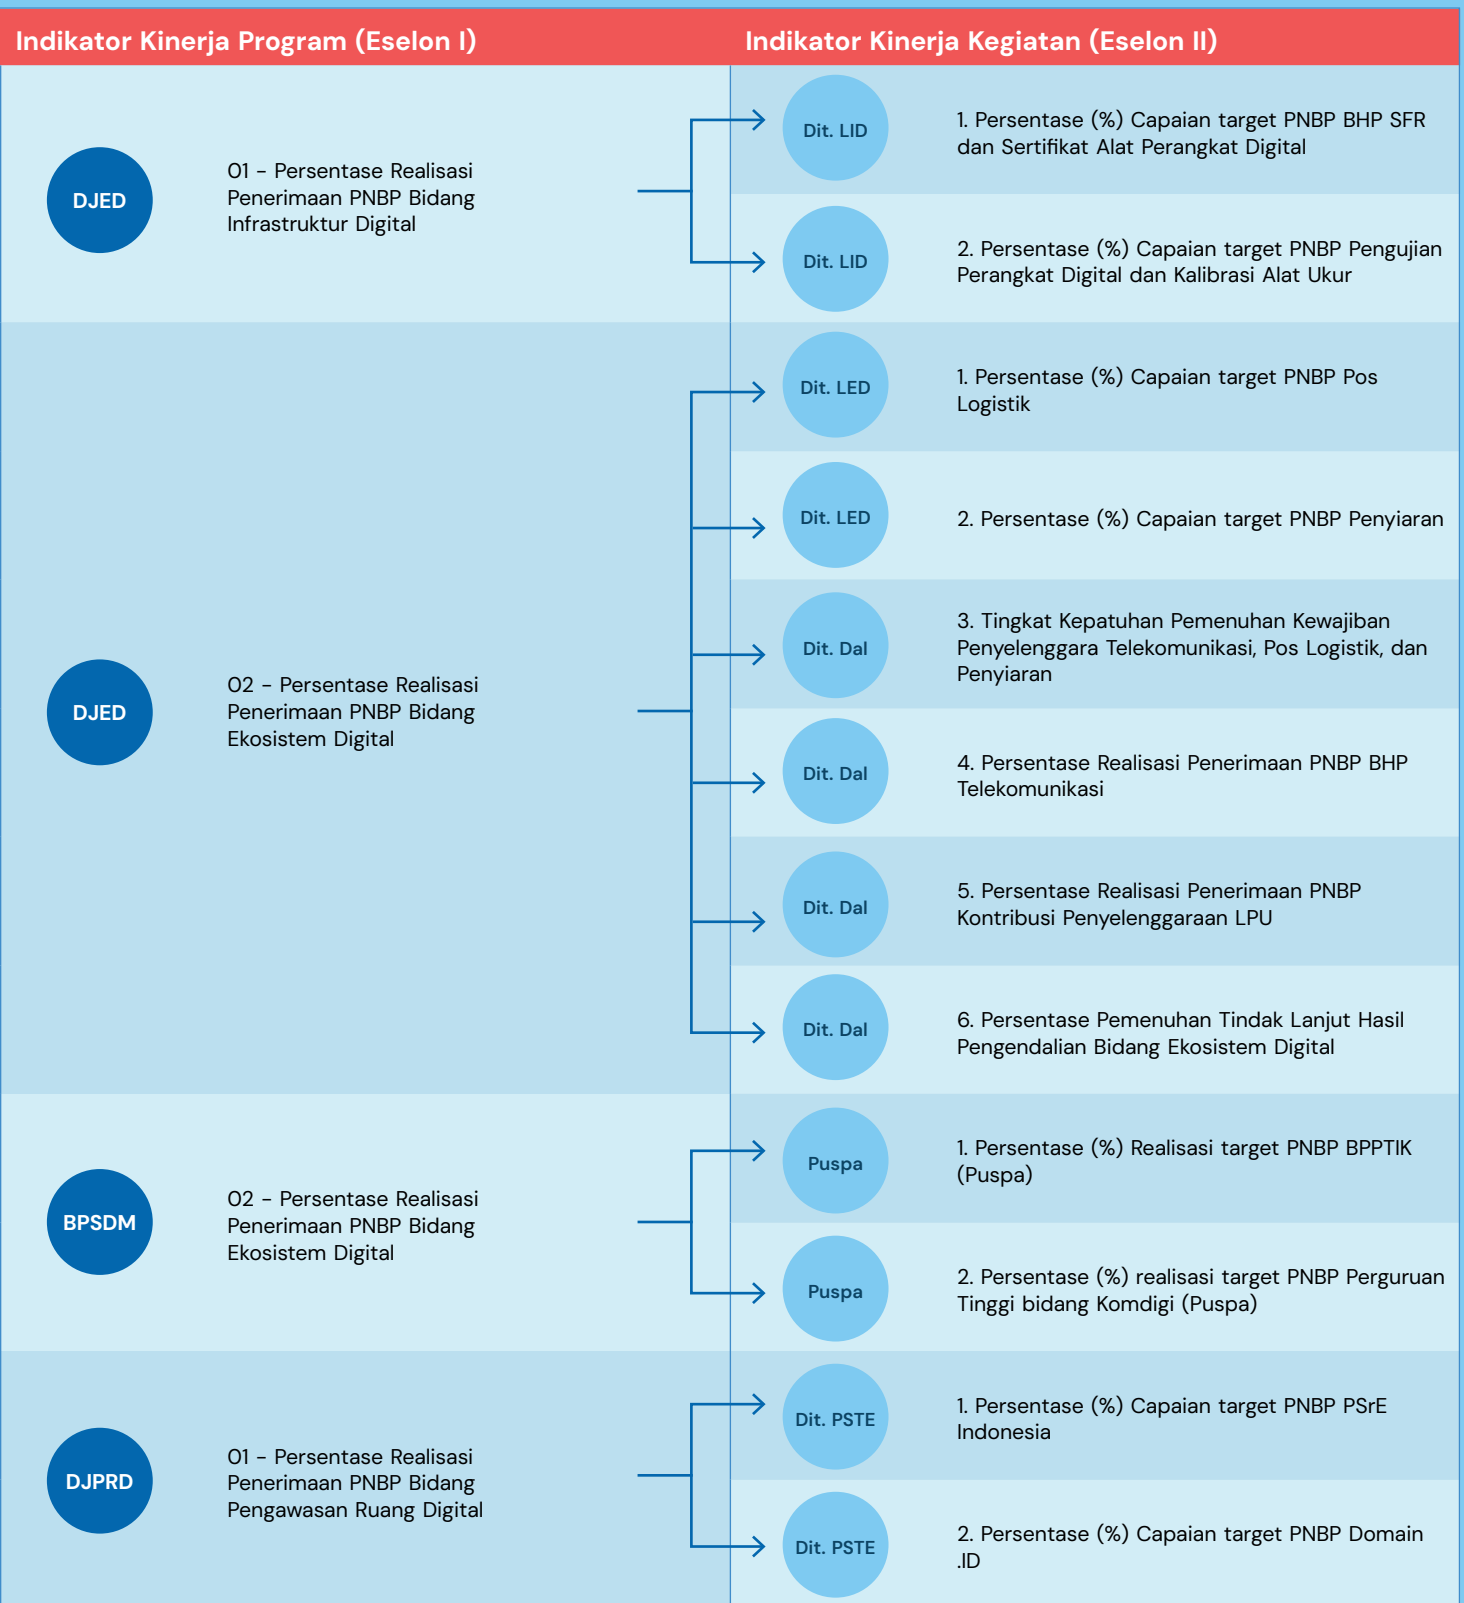 Indikator Kinerja Program (Eselon I)
Indikator Kinerja Kegiatan (Eselon II)
DJED
01 - Persentase Realisasi
Penerimaan PNBP Bidang
Infrastruktur Digital
Dit. LID
1. Persentase (%) Capaian target PNBP BHP SFR
dan Sertifikat Alat Perangkat Digital
Dit. LID
2. Persentase (%) Capaian target PNBP Pengujian
Perangkat Digital dan Kalibrasi Alat Ukur
DJED
02 - Persentase Realisasi
Penerimaan PNBP Bidang
Ekosistem Digital
Dit. LED
1. Persentase (%) Capaian target PNBP Pos
Logistik
Dit. LED
2. Persentase (%) Capaian target PNBP Penyiaran
Dit. Dal
3. Tingkat Kepatuhan Pemenuhan Kewajiban
Penyelenggara Telekomunikasi, Pos Logistik, dan
Penyiaran
Dit. Dal
4. Persentase Realisasi Penerimaan PNBP BHP
Telekomunikasi
Dit. Dal
5. Persentase Realisasi Penerimaan PNBP
Kontribusi Penyelenggaraan LPU
Dit. Dal
6. Persentase Pemenuhan Tindak Lanjut Hasil
Pengendalian Bidang Ekosistem Digital
BPSDM
02 - Persentase Realisasi
Penerimaan PNBP Bidang
Ekosistem Digital
Puspa
1. Persentase (%) Realisasi target PNBP BPPTIK
(Puspa)
Puspa
2. Persentase (%) realisasi target PNBP Perguruan
Tinggi bidang Komdigi (Puspa)
DJPRD
01 - Persentase Realisasi
Penerimaan PNBP Bidang
Pengawasan Ruang Digital
Dit. PSTE
1. Persentase (%) Capaian target PNBP PSrE
Indonesia
Dit. PSTE
2. Persentase (%) Capaian target PNBP Domain
.ID